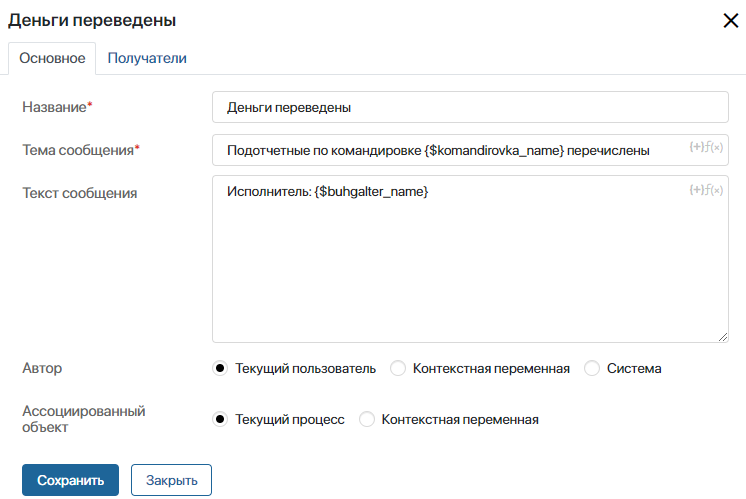 Деньги переведены
Основное Получатели
Название* Деньги переведены
Тема сообщения* Подотчетные по командировке {$komandirovka_name} перечислены {+}ƒ(x)
Текст сообщения Исполнитель: {$buhgalter_name} {+}ƒ(x)
Автор Текущий пользователь Контекстная переменная Система
Ассоциированный
объект Текущий процесс Контекстная переменная
Сохранить Закрыть